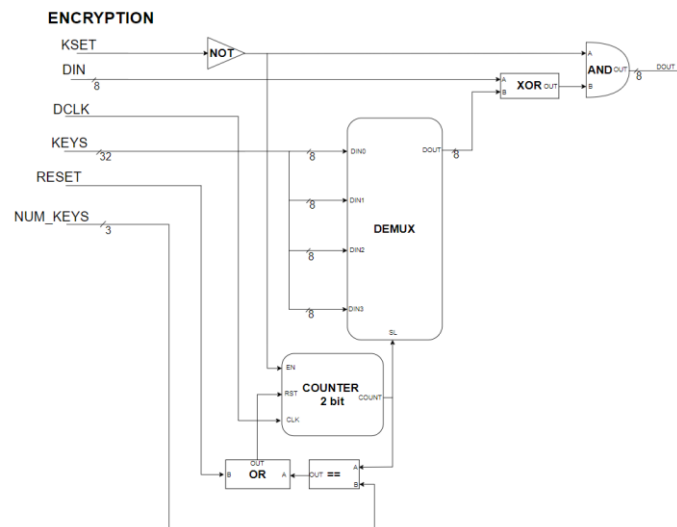 ENCRYPTION
KSET
NOT
DIN
8
A
AND
OUT
8
DOUT
B
A
B
XOR
OUT
DCLK
KEYS
32
8
DIN0
DOUT
8
RESET
8
DIN1
NUM_KEYS
3
DEMUX
8
DIN2
8
DIN3
SL
EN
COUNTER
2 bit
RST
COUNT
CLK
OUT
B
OR
A
OUT
==
A
B